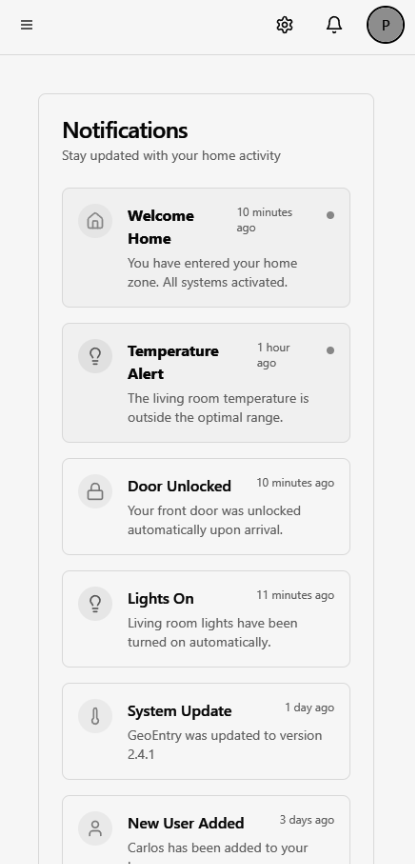 P
Notifications
Stay updated with your home activity
Welcome
Home
10 minutes
ago
You have entered your home
zone. All systems activated.
Temperature
Alert
1 hour
ago
The living room temperature is
outside the optimal range.
Door Unlocked
10 minutes ago
Your front door was unlocked
automatically upon arrival.
Lights On
11 minutes ago
Living room lights have been
turned on automatically.
System Update
1 day ago
GeoEntry was updated to version
2.4.1
New User Added
3 days ago
Carlos has been added to your